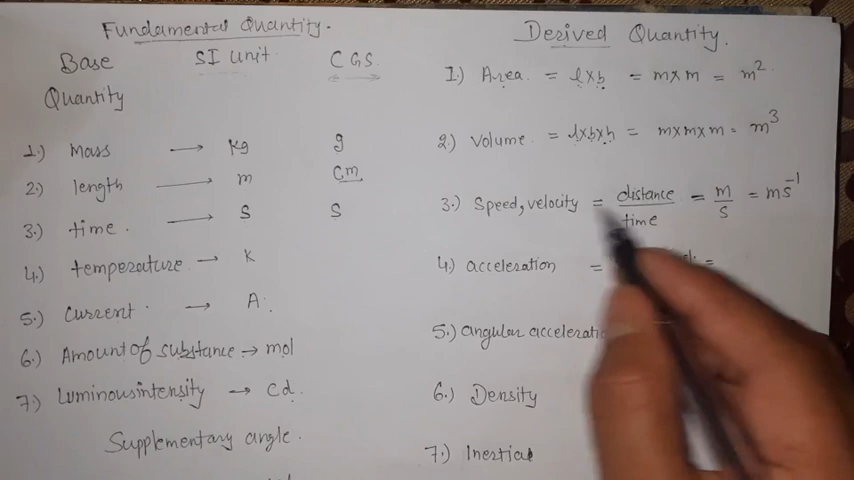 Fundamental Quantity.
Base SI Unit CGS
Quantity
1.) Mass → Kg g
2.) length → m cm
3.) time. → S S
4.) temperature → K
5.) Current. → A.
6.) Amount of substance → mol
7.) Luminous intensity → Cd.
Supplementary angle.
Derived Quantity.
1.) Area = l×b = m×m = m²
2.) Volume = l×b×h = m×m×m = m³
3.) Speed, velocity = distance/time = m/s = ms⁻¹
4.) acceleration =
5.) angular
6.) Density
7.) Inertia